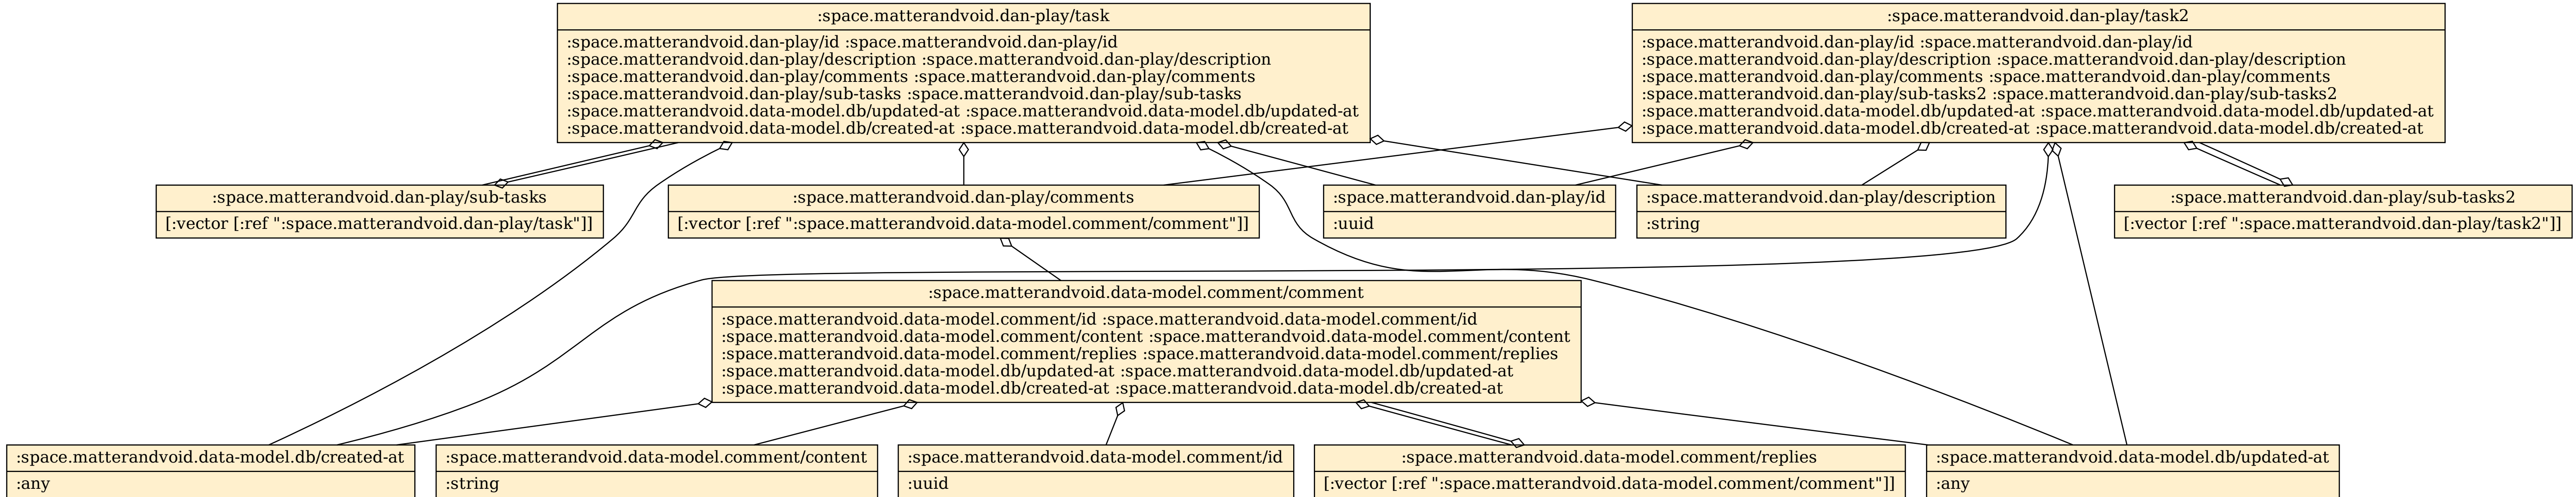 :space.matterandvoid.dan-play/task
:space.matterandvoid.dan-play/id :space.matterandvoid.dan-play/id
:space.matterandvoid.dan-play/description :space.matterandvoid.dan-play/description
:space.matterandvoid.dan-play/comments :space.matterandvoid.dan-play/comments
:space.matterandvoid.dan-play/sub-tasks :space.matterandvoid.dan-play/sub-tasks
:space.matterandvoid.data-model.db/updated-at :space.matterandvoid.data-model.db/updated-at
:space.matterandvoid.data-model.db/created-at :space.matterandvoid.data-model.db/created-at
:space.matterandvoid.dan-play/task2
:space.matterandvoid.dan-play/id :space.matterandvoid.dan-play/id
:space.matterandvoid.dan-play/description :space.matterandvoid.dan-play/description
:space.matterandvoid.dan-play/comments :space.matterandvoid.dan-play/comments
:space.matterandvoid.dan-play/sub-tasks2 :space.matterandvoid.dan-play/sub-tasks2
:space.matterandvoid.data-model.db/updated-at :space.matterandvoid.data-model.db/updated-at
:space.matterandvoid.data-model.db/created-at :space.matterandvoid.data-model.db/created-at
:space.matterandvoid.dan-play/sub-tasks
[:vector [:ref ":space.matterandvoid.dan-play/task"]]
:space.matterandvoid.dan-play/comments
[:vector [:ref ":space.matterandvoid.data-model.comment/comment"]]
:space.matterandvoid.dan-play/id
:uuid
:space.matterandvoid.dan-play/description
:string
:space.matterandvoid.dan-play/sub-tasks2
[:vector [:ref ":space.matterandvoid.dan-play/task2"]]
:space.matterandvoid.data-model.comment/comment
:space.matterandvoid.data-model.comment/id :space.matterandvoid.data-model.comment/id
:space.matterandvoid.data-model.comment/content :space.matterandvoid.data-model.comment/content
:space.matterandvoid.data-model.comment/replies :space.matterandvoid.data-model.comment/replies
:space.matterandvoid.data-model.db/updated-at :space.matterandvoid.data-model.db/updated-at
:space.matterandvoid.data-model.db/created-at :space.matterandvoid.data-model.db/created-at
:space.matterandvoid.data-model.db/created-at
:any
:space.matterandvoid.data-model.comment/content
:string
:space.matterandvoid.data-model.comment/id
:uuid
:space.matterandvoid.data-model.comment/replies
[:vector [:ref ":space.matterandvoid.data-model.comment/comment"]]
:space.matterandvoid.data-model.db/updated-at
:any